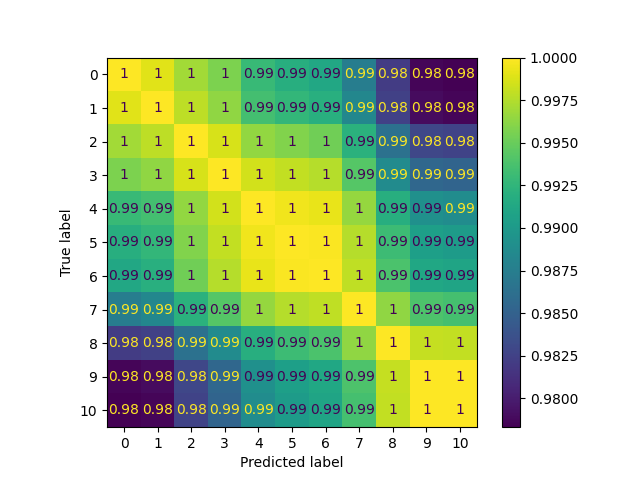 0 1 1 1 1 0.99 0.99 0.99 0.99 0.98 0.98 0.98 1.0000
1 1 1 1 1 0.99 0.99 0.99 0.99 0.98 0.98 0.98 0.9975
2 1 1 1 1 1 1 1 0.99 0.99 0.98 0.98 0.9950
3 1 1 1 1 1 1 1 0.99 0.99 0.99 0.99 0.9925
4 0.99 0.99 1 1 1 1 1 1 0.99 0.99 0.99 0.9900
5 0.99 0.99 1 1 1 1 1 1 0.99 0.99 0.99
6 0.99 0.99 1 1 1 1 1 1 0.99 0.99 0.99 0.9875
7 0.99 0.99 0.99 0.99 1 1 1 1 1 0.99 0.99 0.9850
8 0.98 0.98 0.99 0.99 0.99 0.99 0.99 1 1 1 1 0.9825
9 0.98 0.98 0.98 0.99 0.99 0.99 0.99 0.99 1 1 1 0.9800
10 0.98 0.98 0.98 0.99 0.99 0.99 0.99 0.99 1 1 1
0 1 2 3 4 5 6 7 8 9 10
Predicted label
True label